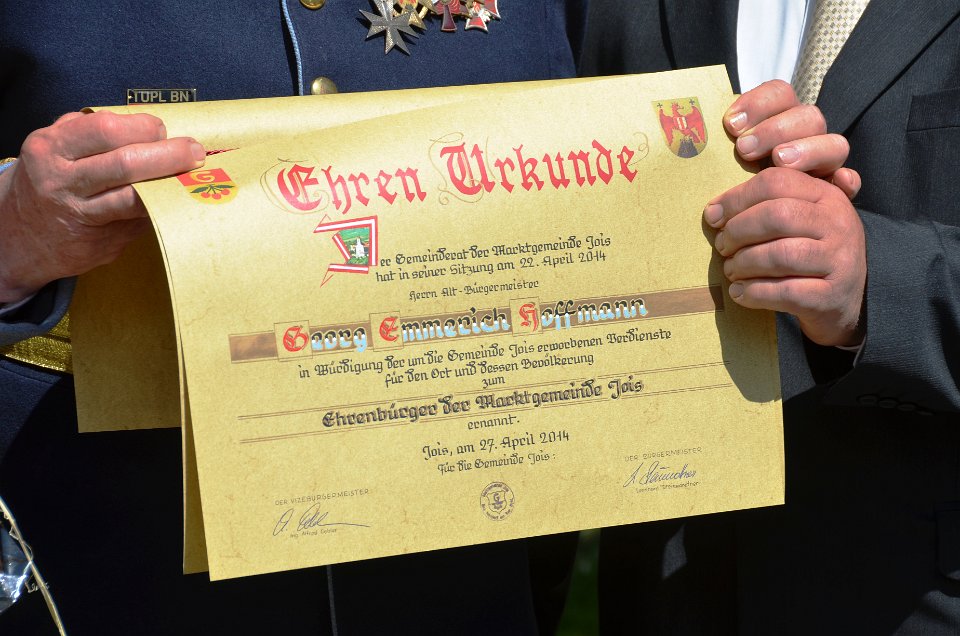 TÜPL BN
Ehren Urkunde
Der Gemeinderat der Marktgemeinde Jois
hat in seiner Sitzung am 22. April 2014
Herrn Alt-Bürgermeister
Georg Emmerich Hoffmann
in Würdigung der um die Gemeinde Jois erworbenen Verdienste
für den Ort und dessen Bevölkerung
zum
Ehrenbürger der Marktgemeinde Jois
ernannt.
Jois, am 27. April 2014
Für die Gemeinde Jois:
DER VIZEBÜRGERMEISTER
DER BÜRGERMEISTER